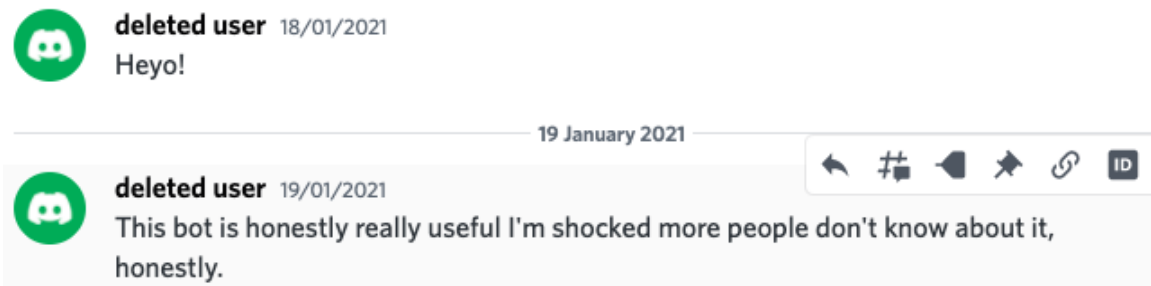 deleted user 18/01/2021
Heyo!
19 January 2021
deleted user 19/01/2021
This bot is honestly really useful I'm shocked more people don't know about it,
honestly.
ID